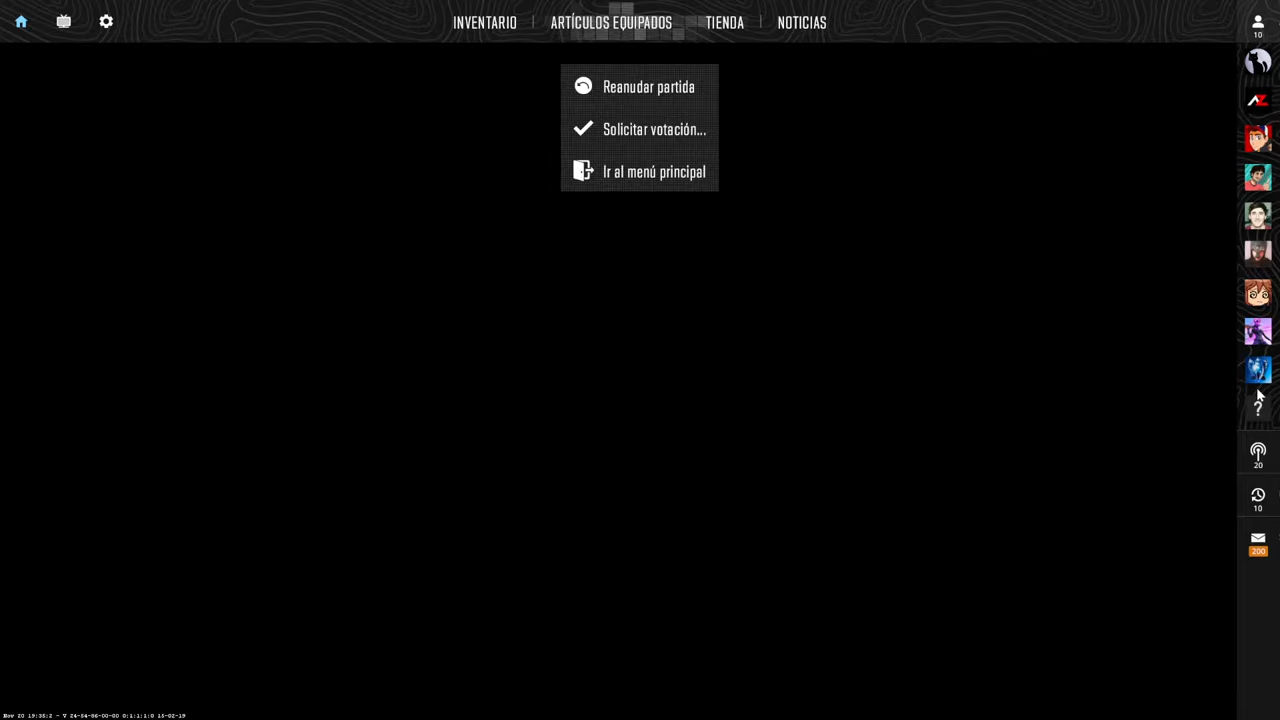 INVENTARIO
ARTÍCULOS EQUIPADOS
TIENDA
NOTICIAS
10
Reanudar partida
Solicitar votación...
Ir al menú principal
?
20
10
200